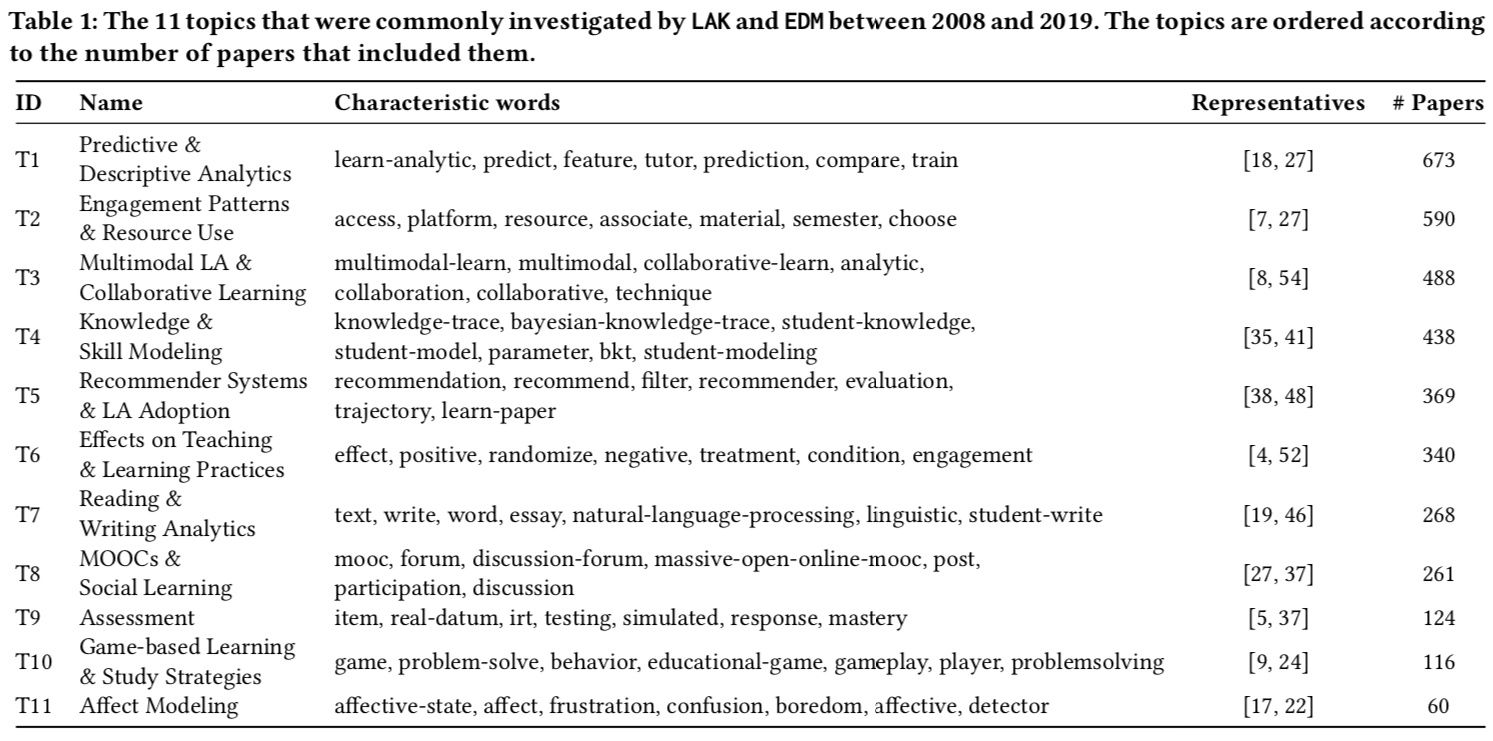 Table 1: The 11 topics that were commonly investigated by LAK and EDM between 2008 and 2019. The topics are ordered according
to the number of papers that included them.
ID Name Characteristic words Representatives # Papers
T1 Predictive & Descriptive Analytics learn-analytic, predict, feature, tutor, prediction, compare, train [18, 27] 673
T2 Engagement Patterns & Resource Use access, platform, resource, associate, material, semester, choose [7, 27] 590
T3 Multimodal LA & Collaborative Learning multimodal-learn, multimodal, collaborative-learn, analytic, collaboration, collaborative, technique [8, 54] 488
T4 Knowledge & Skill Modeling knowledge-trace, bayesian-knowledge-trace, student-knowledge, student-model, parameter, bkt, student-modeling [35, 41] 438
T5 Recommender Systems & LA Adoption recommendation, recommend, filter, recommender, evaluation, trajectory, learn-paper [38, 48] 369
T6 Effects on Teaching & Learning Practices effect, positive, randomize, negative, treatment, condition, engagement [4, 52] 340
T7 Reading & Writing Analytics text, write, word, essay, natural-language-processing, linguistic, student-write [19, 46] 268
T8 MOOCs & Social Learning mooc, forum, discussion-forum, massive-open-online-mooc, post, participation, discussion [27, 37] 261
T9 Assessment item, real-datum, irt, testing, simulated, response, mastery [5, 37] 124
T10 Game-based Learning & Study Strategies game, problem-solve, behavior, educational-game, gameplay, player, problemsolving [9, 24] 116
T11 Affect Modeling affective-state, affect, frustration, confusion, boredom, affective, detector [17, 22] 60